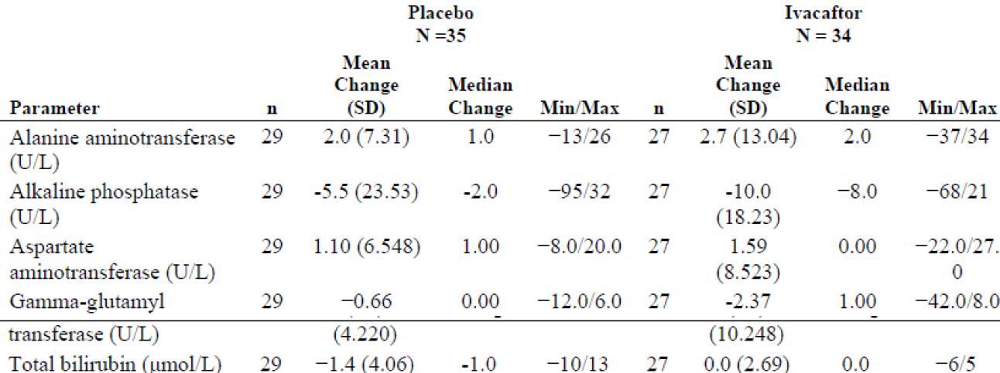 Placebo Ivacaftor
N =35 N = 34
Mean Mean
Change Median Change Median
Parameter n (SD) Change Min/Max n (SD) Change Min/Max
Alanine aminotransferase 29 2.0 (7.31) 1.0 −13/26 27 2.7 (13.04) 2.0 −37/34
(U/L)
Alkaline phosphatase 29 -5.5 (23.53) -2.0 −95/32 27 -10.0 −8.0 −68/21
(U/L) (18.23)
Aspartate 29 1.10 (6.548) 1.00 −8.0/20.0 27 1.59 0.00 −22.0/27.
aminotransferase (U/L) (8.523) 0
Gamma-glutamyl 29 −0.66 0.00 −12.0/6.0 27 -2.37 1.00 −42.0/8.0
transferase (U/L) (4.220) (10.248)
Total bilirubin (µmol/L) 29 −1.4 (4.06) -1.0 −10/13 27 0.0 (2.69) 0.0 −6/5